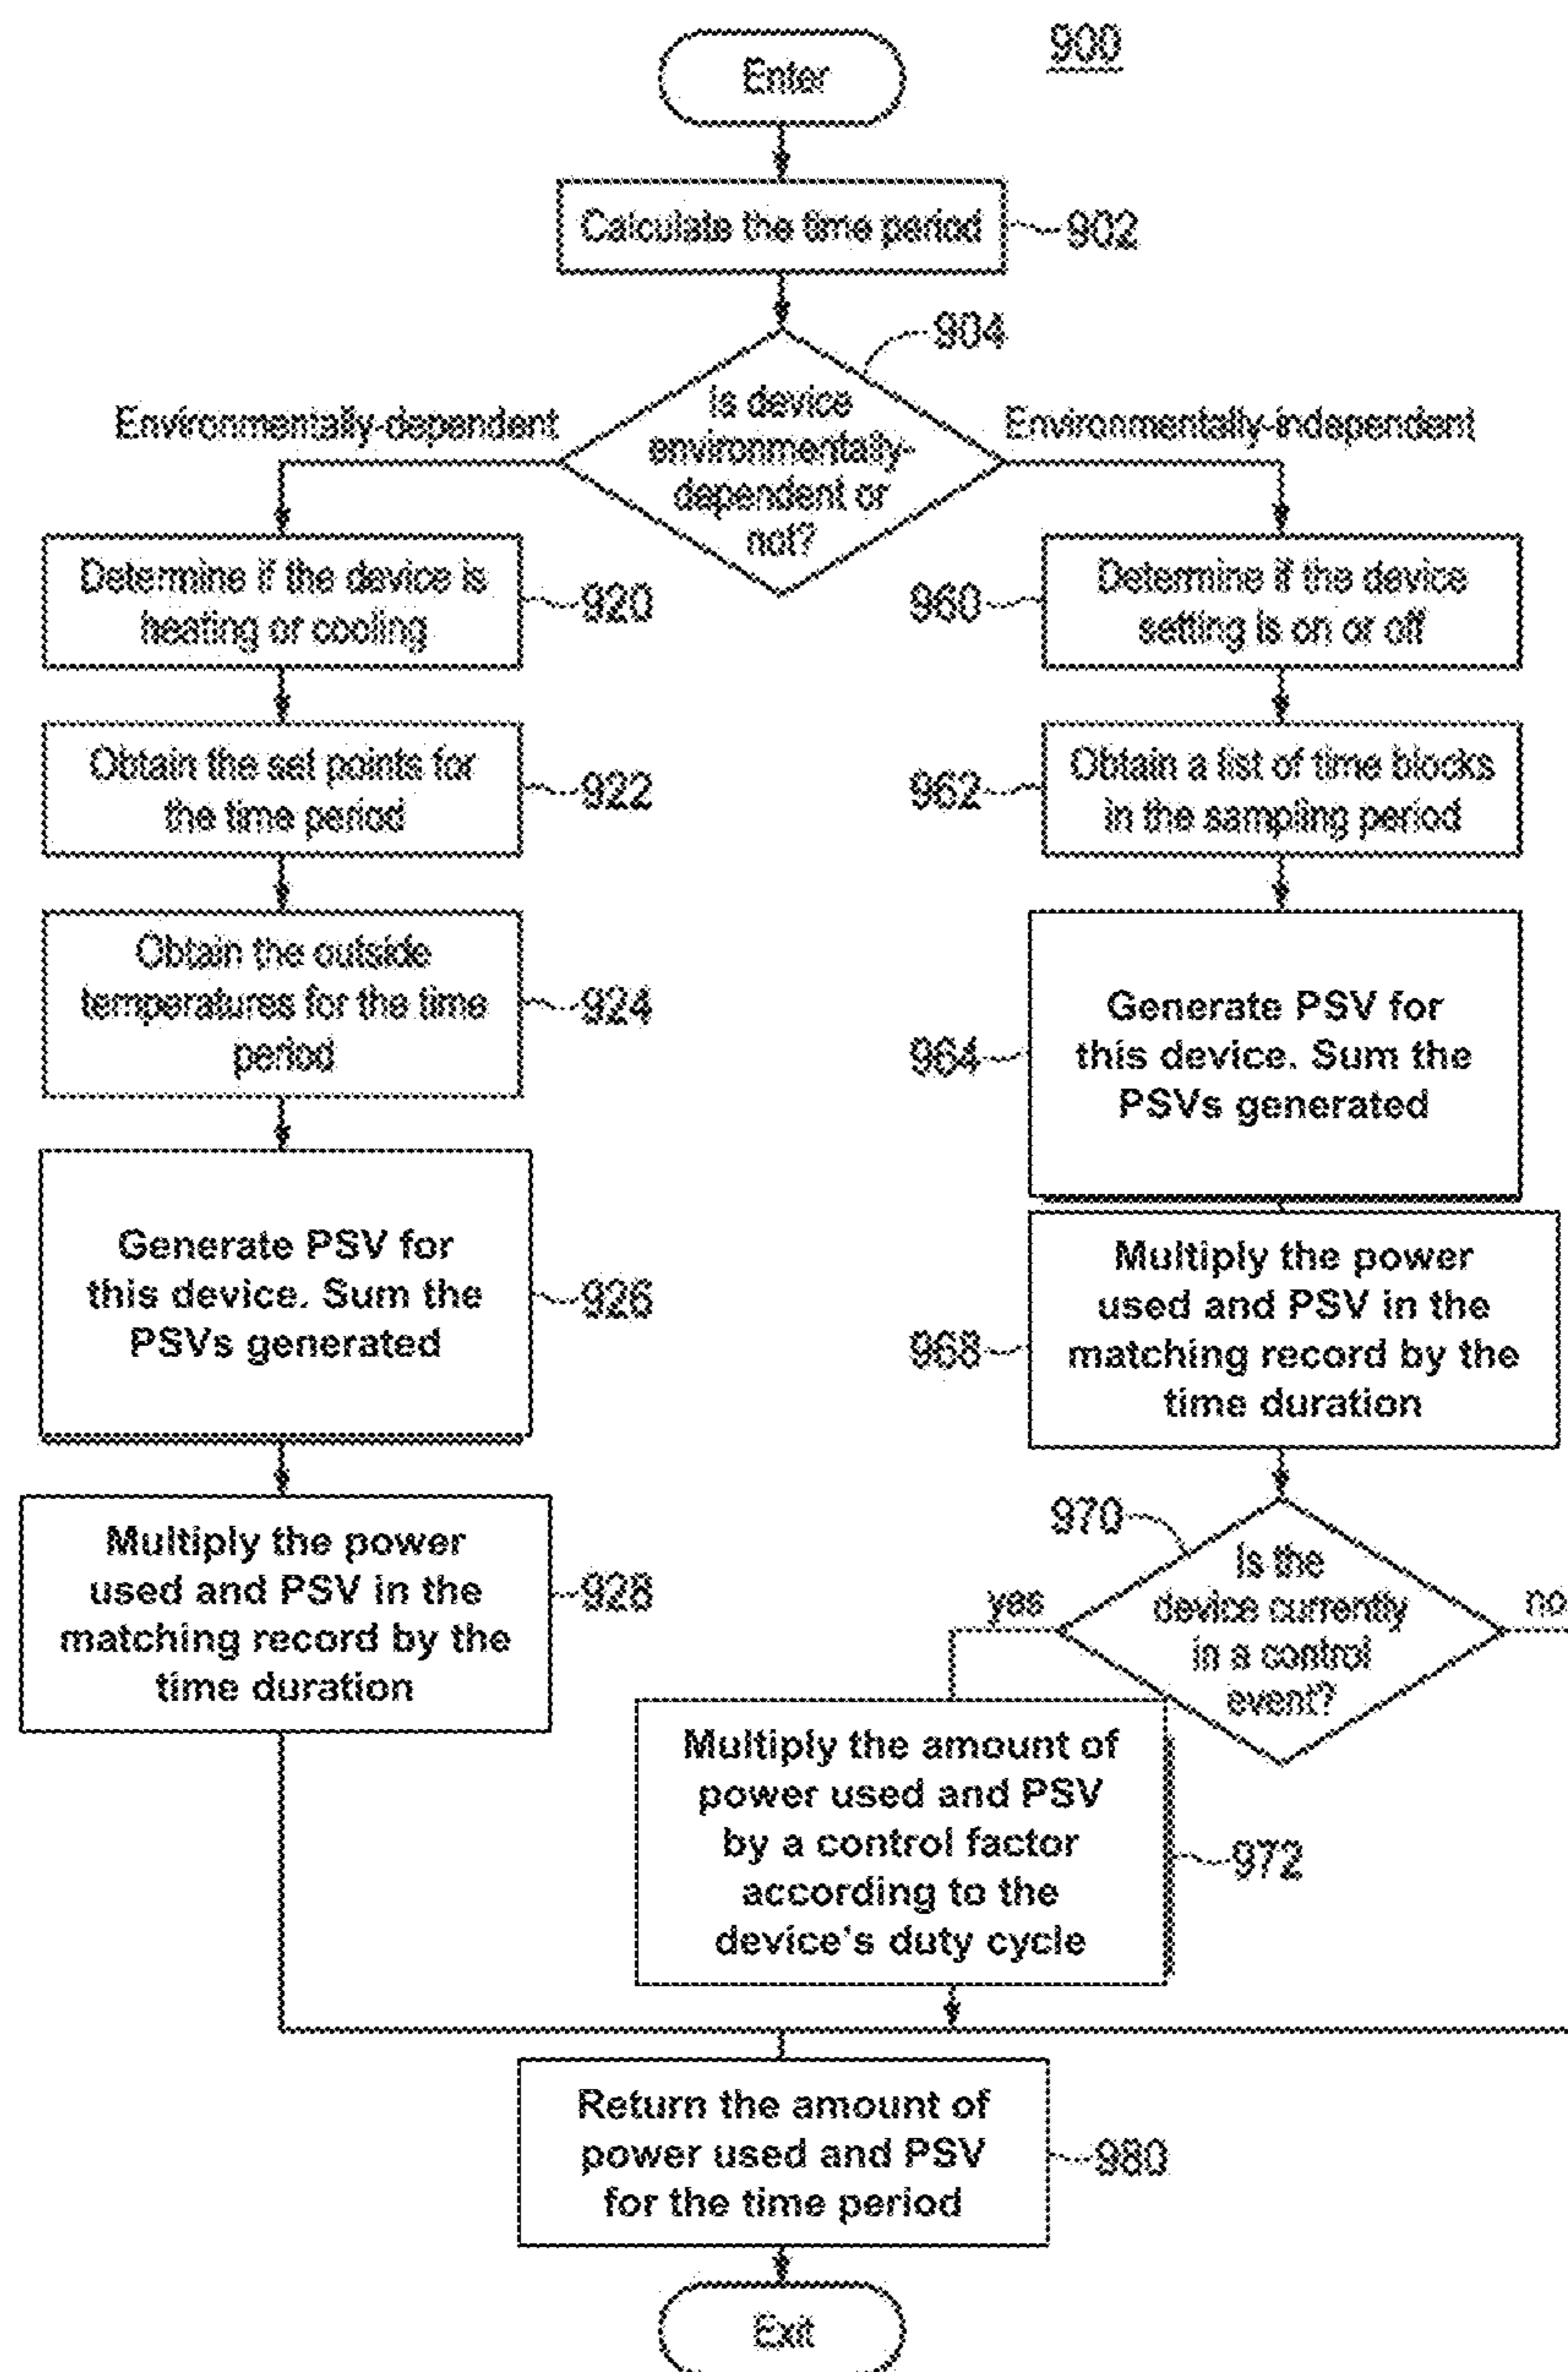 900
Enter
Calculate the time period
902
904
Is device
environmentally-
dependent or
not?
Environmentally-dependent
Environmentally-independent
Determine if the device is
heating or cooling
920
960
Determine if the device
setting is on or off
Obtain the set points for
the time period
922
962
Obtain a list of time blocks
in the sampling period
Obtain the outside
temperatures for the time
period
924
964
Generate PSV for
this device. Sum the
PSVs generated
Generate PSV for
this device. Sum the
PSVs generated
926
968
Multiply the power
used and PSV in the
matching record by the
time duration
Multiply the power
used and PSV in the
matching record by the
time duration
928
970
Is the
device currently
in a control
event?
yes
no
Multiply the amount of
power used and PSV
by a control factor
according to the
device's duty cycle
972
Return the amount of
power used and PSV
for the time period
980
Exit